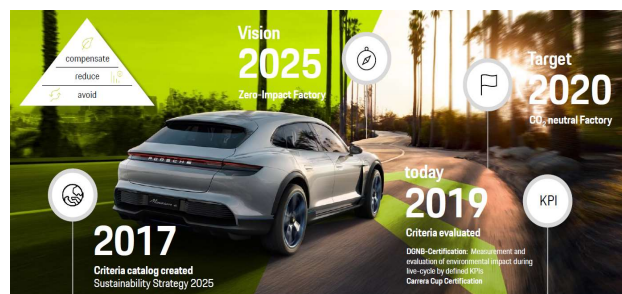 compensate
reduce
avoid
Vision
2025
Zero-Impact Factory
Target
2020
CO₂ neutral Factory
today
2019
Criteria evaluated
DGNB-Certification: Measurement and
evaluation of environmental impact during
live-cycle by defined KPIs
Carrera Cup Certification
KPI
PORSCHE
2017
Criteria catalog created
Sustainability Strategy 2025